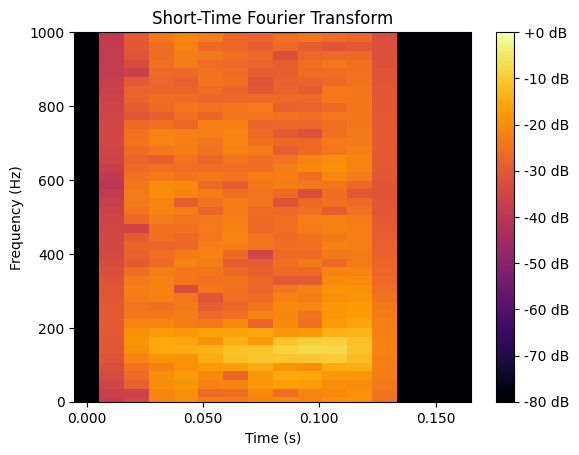 Short-Time Fourier Transform
Frequency (Hz)
1000
800
600
400
200
0
0.000
0.050
0.100
0.150
Time (s)
+0 dB
-10 dB
-20 dB
-30 dB
-40 dB
-50 dB
-60 dB
-70 dB
-80 dB